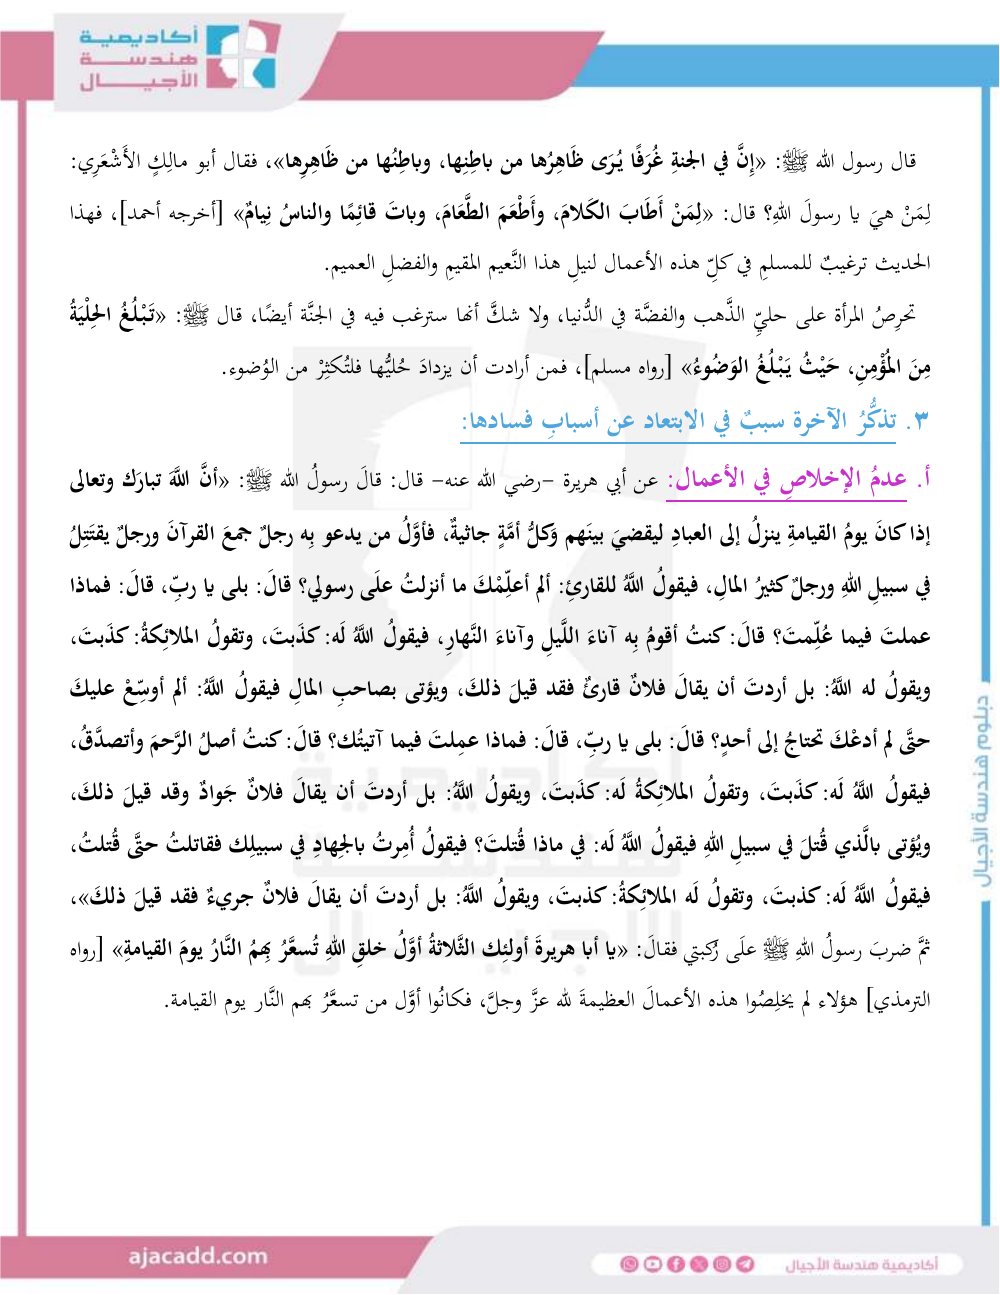 أكاديمية
هندسة
الأجيال
قال رسول الله ﷺ: «إِنَّ في الجنةِ غُرَفًا يُرَى ظَاهِرُها من باطِنِها، وباطِنُها من ظَاهِرِها»، فقال أبو مالِكٍ الأَشْعَرِي:
لِمَنْ هيَ يا رسولَ اللهِ؟ قال: «لِمَنْ أَطَابَ الكَلامَ، وأَطْعَمَ الطَّعَامَ، وباتَ قائِمًا والناسُ نِيامٌ» [أخرجه أحمد]، فهذا
الحديث ترغيبٌ للمسلمِ في كلِّ هذه الأعمال لنيلِ هذا النَّعيم المقيمِ والفضلِ العميم.
تحرِصُ المرأة على حليِّ الذَّهب والفضَّة في الدُّنيا، ولا شكَّ أنها سترغب فيه في الجنَّة أيضًا، قال ﷺ: «تَبْلُغُ الحِلْيَةُ
مِنَ المُؤْمِنِ، حَيْثُ يَبْلُغُ الوَضُوءُ» [رواه مسلم]، فمن أرادت أن يزدادَ حُليُّها فلتُكثِرْ من الوُضوء.
٣. تذكُّرُ الآخرة سببٌ في الابتعاد عن أسبابِ فسادها:
أ. عدمُ الإخلاصِ في الأعمال: عن أبي هريرة –رضي الله عنه– قال: قالَ رسولُ الله ﷺ: «أنَّ اللَّهَ تبارَك وتعالى
إذا كانَ يومُ القيامةِ ينزلُ إلى العبادِ ليقضيَ بينَهم وَكلُّ أمَّةٍ جاثيةٌ، فأوَّلُ من يدعو بِه رجلٌ جمعَ القرآنَ ورجلٌ يقتَتِلُ
في سبيلِ اللهِ ورجلٌ كثيرُ المالِ، فيقولُ اللَّهُ للقارئِ: ألم أعلِّمْكَ ما أنزلتُ علَى رسولي؟ قالَ: بلى يا ربِّ، قالَ: فماذا
عملتَ فيما عُلِّمتَ؟ قالَ: كنتُ أقومُ بِه آناءَ اللَّيلِ وآناءَ النَّهارِ، فيقولُ اللَّهُ لَه: كذَبتَ، وتقولُ الملائِكةُ: كذَبتَ،
ويقولُ له اللَّهُ: بل أردتَ أن يقالَ فلانٌ قارئٌ فقد قيلَ ذلكَ، ويؤتى بصاحبِ المالِ فيقولُ اللَّهُ: ألم أوسِّعْ عليكَ
حتَّى لم أدعْكَ تحتاجُ إلى أحدٍ؟ قالَ: بلى يا ربِّ، قالَ: فماذا عمِلتَ فيما آتيتُك؟ قالَ: كنتُ أصلُ الرَّحمَ وأتصدَّقُ،
فيقولُ اللَّهُ لَه: كذَبتَ، وتقولُ الملائِكةُ لَه: كذَبتَ، ويقولُ اللَّهُ: بل أردتَ أن يقالَ فلانٌ جَوادٌ وقد قيلَ ذلكَ،
ويُؤتى بالَّذي قُتلَ في سبيلِ اللهِ فيقولُ اللَّهُ لَه: في ماذا قُتلتَ؟ فيقولُ أُمِرتُ بالجهادِ في سبيلِك فقاتلتُ حتَّى قُتلتُ،
فيقولُ اللَّهُ لَه: كذبتَ، وتقولُ لَه الملائِكةُ: كذبتَ، ويقولُ اللَّهُ: بل أردتَ أن يقالَ فلانٌ جريءٌ فقد قيلَ ذلكَ»،
ثمَّ ضربَ رسولُ اللهِ ﷺ علَى رُكبتي فقالَ: «يا أبا هريرةَ أولئِك الثَّلاثةُ أوَّلُ خلقِ اللهِ تُسعَّرُ بِهمُ النَّارُ يومَ القيامةِ» [رواه
الترمذي] هؤلاء لم يخلِصُوا هذه الأعمالَ العظيمةَ لله عزَّ وجلَّ، فكانُوا أوَّل من تسعَّرُ بهم النَّار يوم القيامة.
دبلوم هندسة الأجيال
أكاديمية
هندسة
الأجيال
ajacadd.com
أكاديمية هندسة الأجيال